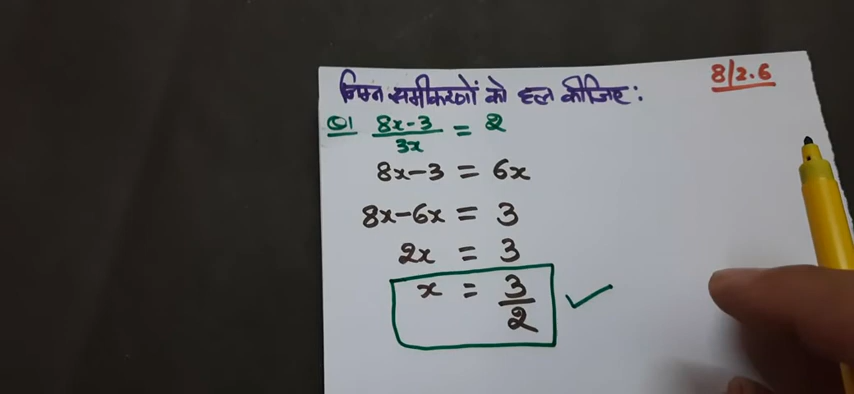 निम्न समीकरणों को हल कीजिए:
8/2.6
Q1 (8x-3)/3x = 2
8x-3 = 6x
8x-6x = 3
2x = 3
x = 3/2